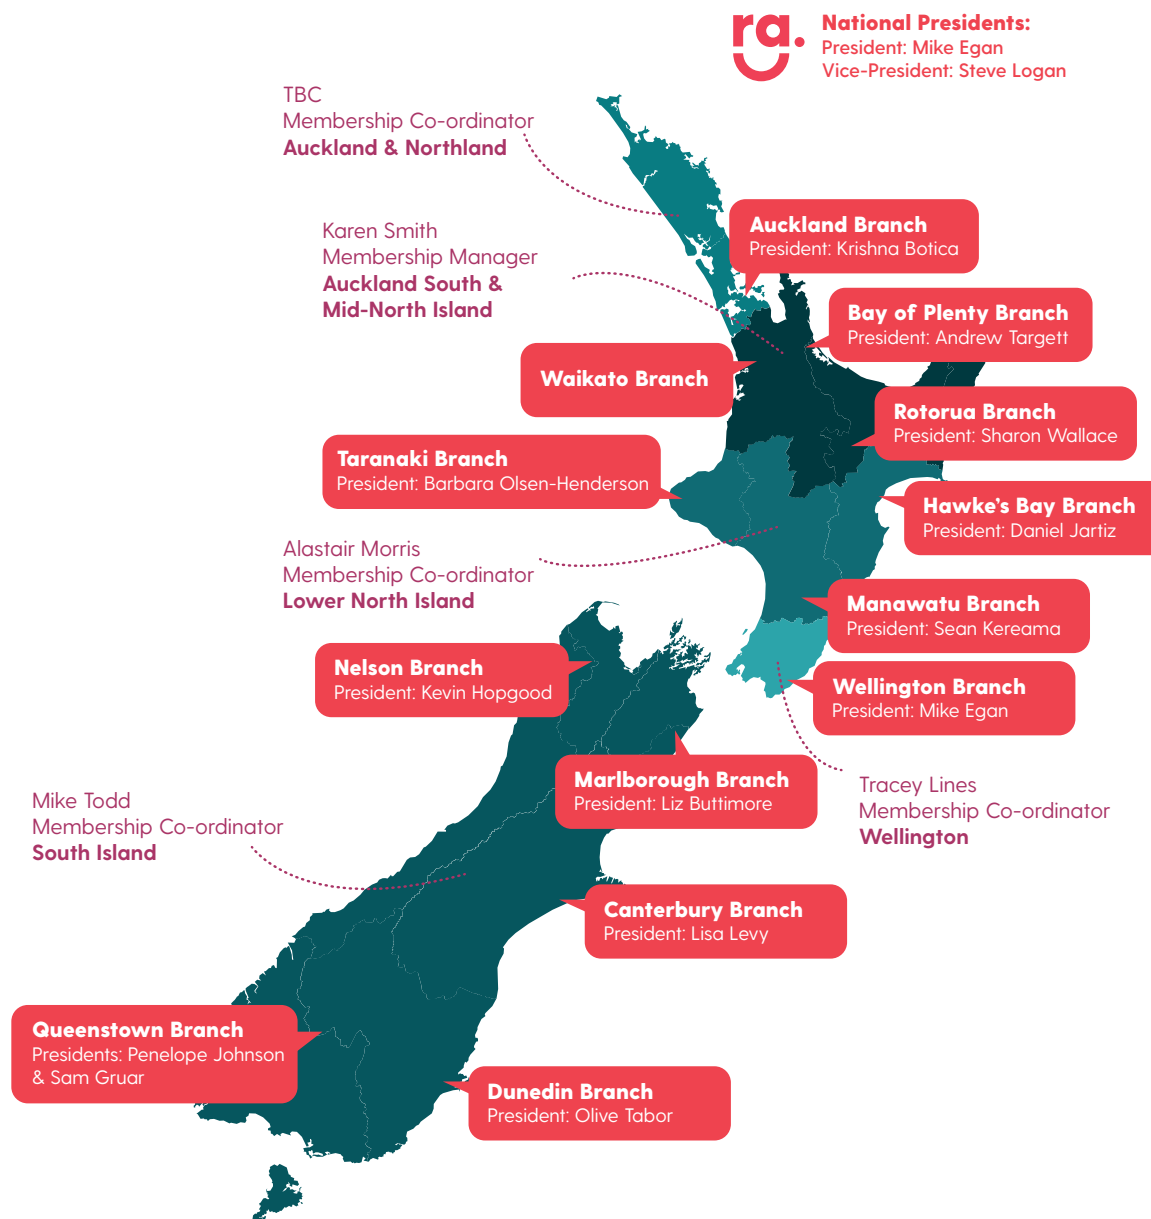 ra.
National Presidents:
President: Mike Egan
Vice-President: Steve Logan
TBC
Membership Co-ordinator
Auckland & Northland
Karen Smith
Membership Manager
Auckland South &
Mid-North Island
Auckland Branch
President: Krishna Botica
Bay of Plenty Branch
President: Andrew Targett
Waikato Branch
Rotorua Branch
President: Sharon Wallace
Taranaki Branch
President: Barbara Olsen-Henderson
Hawke's Bay Branch
President: Daniel Jartiz
Alastair Morris
Membership Co-ordinator
Lower North Island
Manawatu Branch
President: Sean Kereama
Nelson Branch
President: Kevin Hopgood
Wellington Branch
President: Mike Egan
Marlborough Branch
President: Liz Buttimore
Tracey Lines
Membership Co-ordinator
Wellington
Mike Todd
Membership Co-ordinator
South Island
Canterbury Branch
President: Lisa Levy
Queenstown Branch
Presidents: Penelope Johnson
& Sam Gruar
Dunedin Branch
President: Olive Tabor